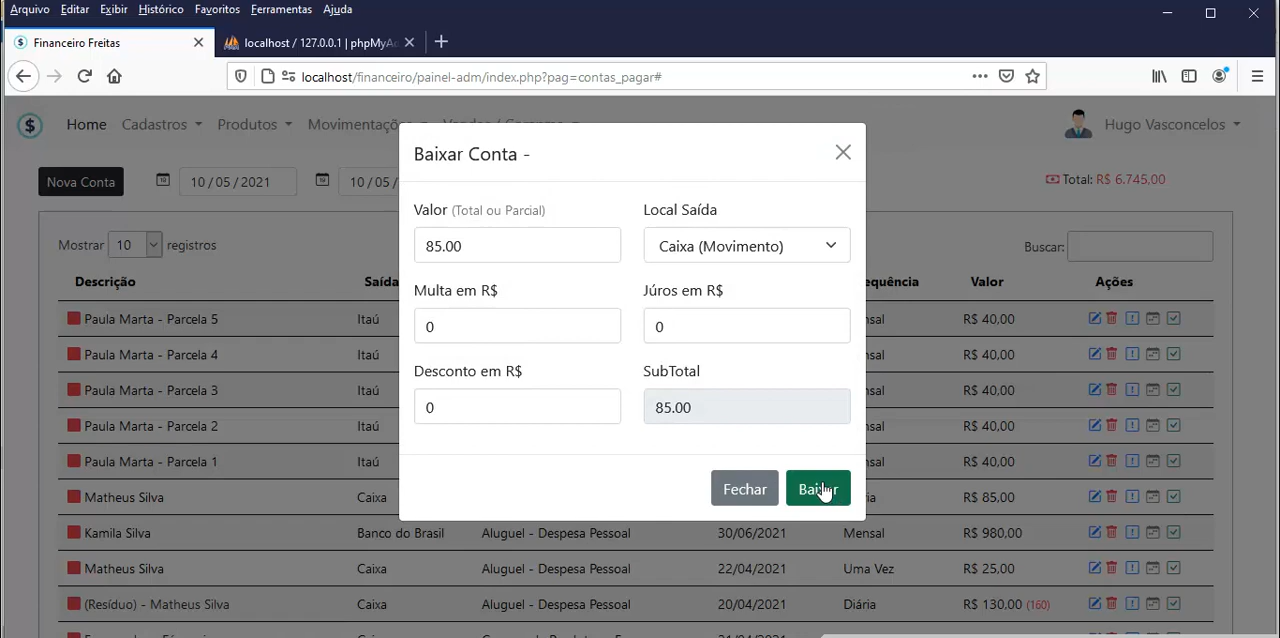 Arquivo Editar Exibir Histórico Favoritos Ferramentas Ajuda
Financeiro Freitas
localhost / 127.0.0.1 | phpMyAd
localhost/financeiro/painel-adm/index.php?pag=contas_pagar#
$ Home Cadastros Produtos Movimentaçõ Hugo Vasconcelos
Baixar Conta -
Nova Conta 10 / 05 / 2021 10 / 05 / Total: R$ 6.745,00
Valor (Total ou Parcial) Local Saída
Mostrar 10 registros 85.00 Caixa (Movimento) Buscar:
Descrição Saída equência Valor Ações
Multa em R$ Júros em R$
Paula Marta - Parcela 5 Itaú 0 0 nsal R$ 40,00
Paula Marta - Parcela 4 Itaú nsal R$ 40,00
Desconto em R$ SubTotal
Paula Marta - Parcela 3 Itaú nsal R$ 40,00
0 85.00
Paula Marta - Parcela 2 Itaú nsal R$ 40,00
Paula Marta - Parcela 1 Itaú nsal R$ 40,00
Fechar Baixar
Matheus Silva Caixa ria R$ 85,00
Kamila Silva Banco do Brasil Aluguel - Despesa Pessoal 30/06/2021 Mensal R$ 980,00
Matheus Silva Caixa Aluguel - Despesa Pessoal 22/04/2021 Uma Vez R$ 25,00
(Resíduo) - Matheus Silva Caixa Aluguel - Despesa Pessoal 20/04/2021 Diária R$ 130,00 (160)